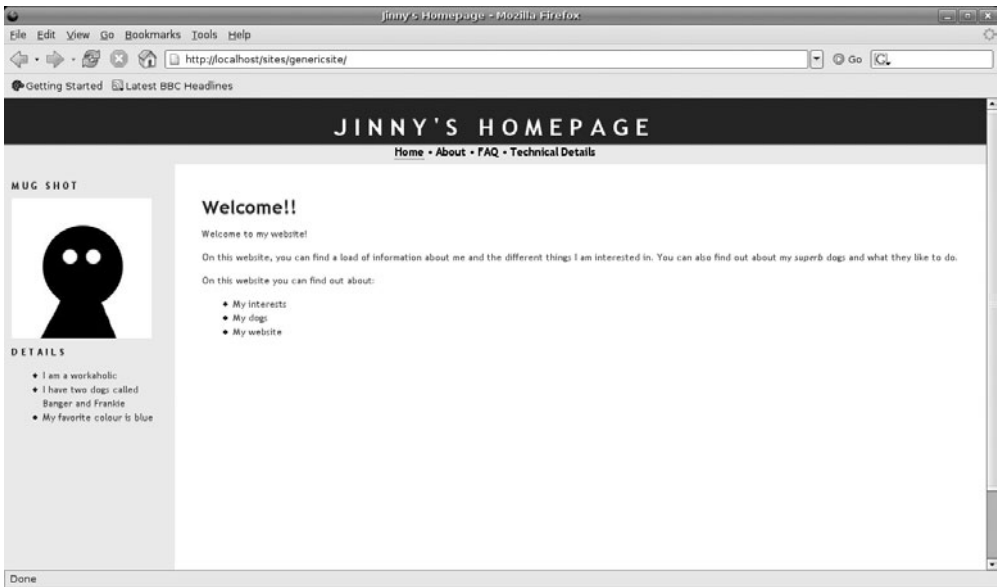 Jinny's Homepage - Mozilla Firefox
File Edit View Go Bookmarks Tools Help
http://localhost/sites/genericsite/
Go
Getting Started Latest BBC Headlines
JINNY'S HOMEPAGE
Home • About • FAQ • Technical Details
MUG SHOT
DETAILS
• I am a workaholic
• I have two dogs called
Banger and Frankie
• My favorite colour is blue
Welcome!!
Welcome to my website!
On this website, you can find a load of information about me and the different things I am interested in. You can also find out about my superb dogs and what they like to do.
On this website you can find out about:
• My interests
• My dogs
• My website
Done